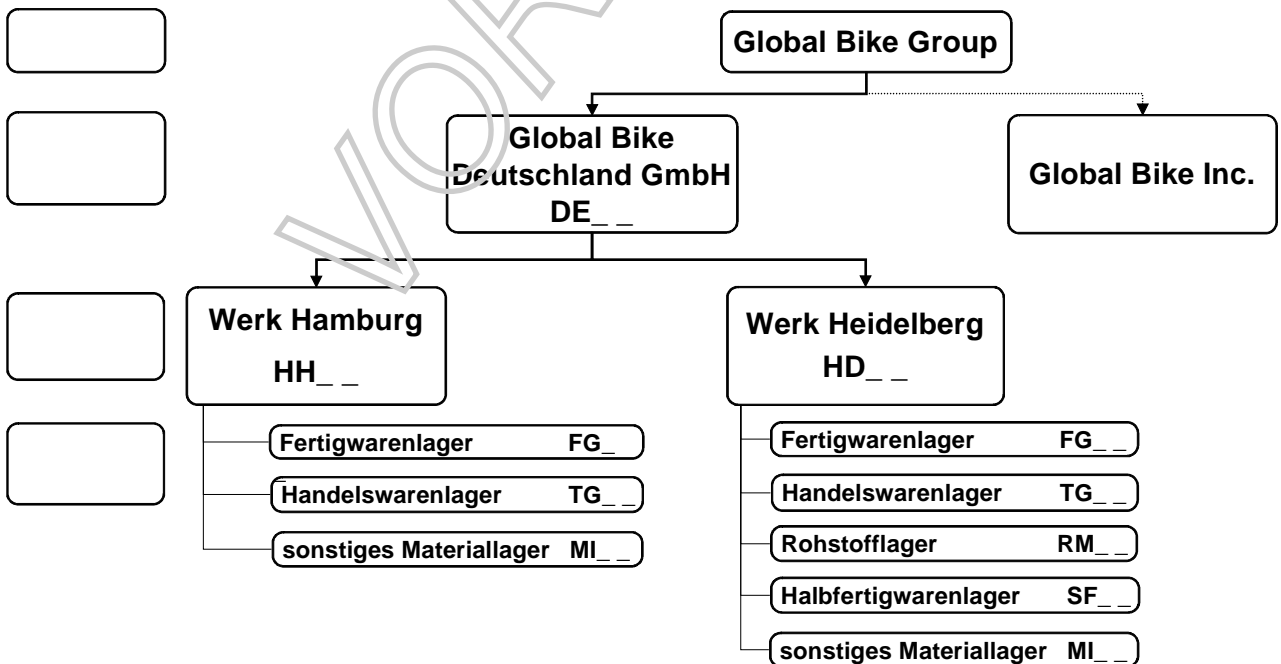 Global Bike Group
Global Bike
Deutschland GmbH
DE_ _
Global Bike Inc.
Werk Hamburg
HH_ _
Werk Heidelberg
HD_ _
Fertigwarenlager FG_
_
Handelswarenlager TG_ _
sonstiges Materiallager MI_ _
Fertigwarenlager FG_ _
Handelswarenlager TG_ _
Rohstofflager RM_ _
Halbfertigwarenlager SF_ _
sonstiges Materiallager MI_ _